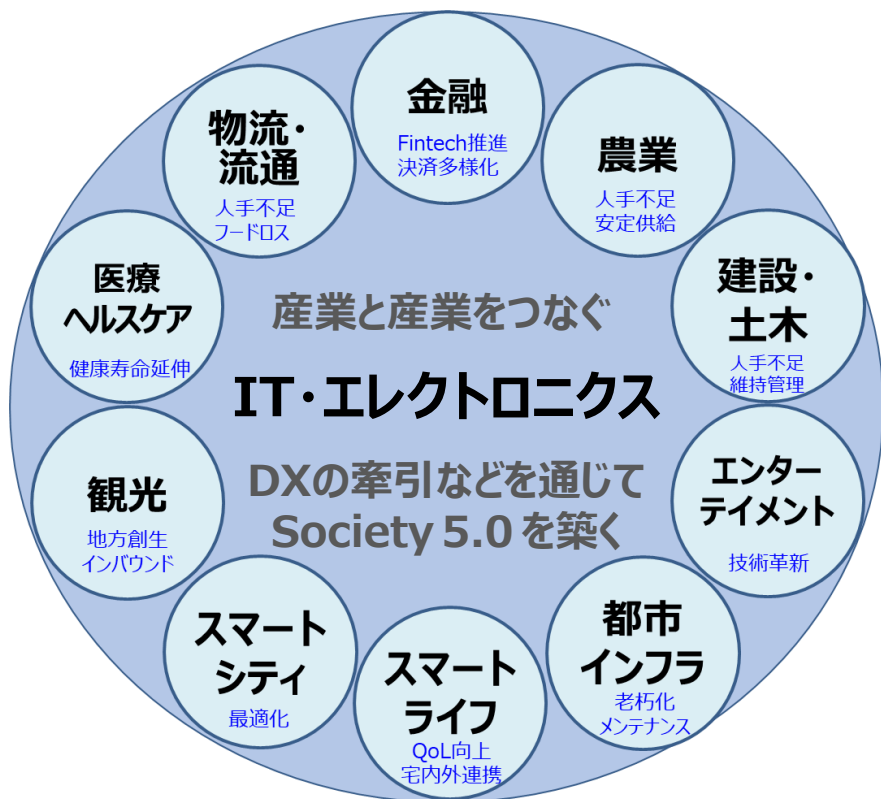 金融
Fintech推進
決済多様化
農業
人手不足
安定供給
建設・
土木
人手不足
維持管理
エンター
テイメント
技術革新
都市
インフラ
老朽化
メンテナンス
スマート
ライフ
QoL向上
宅内外連携
スマート
シティ
最適化
観光
地方創生
インバウンド
医療
ヘルスケア
健康寿命延伸
物流・
流通
人手不足
フードロス
産業と産業をつなぐ
IT・エレクトロニクス
DXの牽引などを通じて
Society 5.0 を築く